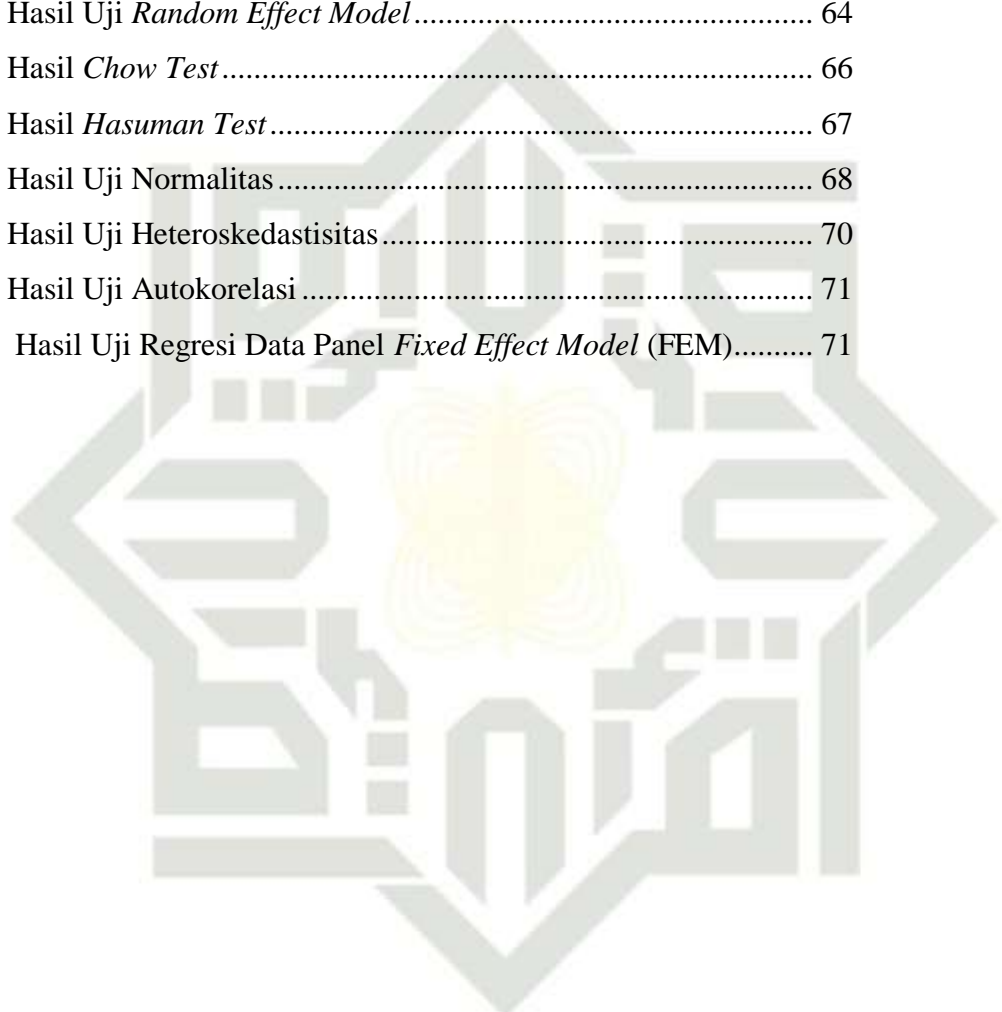 Hasil Uji Random Effect Model.................................................... 64
Hasil Chow Test............................................................................ 66
Hasil Hasuman Test...................................................................... 67
Hasil Uji Normalitas..................................................................... 68
Hasil Uji Heteroskedastisitas........................................................ 70
Hasil Uji Autokorelasi.................................................................. 71
Hasil Uji Regresi Data Panel Fixed Effect Model (FEM).......... 71